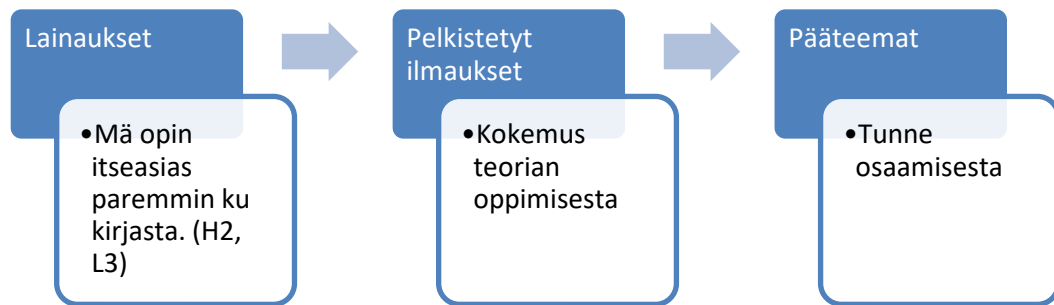 Lainaukset
•Mä opin
itseasias
paremmin ku
kirjasta. (H2,
L3)
Pelkistetyt
ilmaukset
•Kokemus
teorian
oppimisesta
Pääteemat
•Tunne
osaamisesta